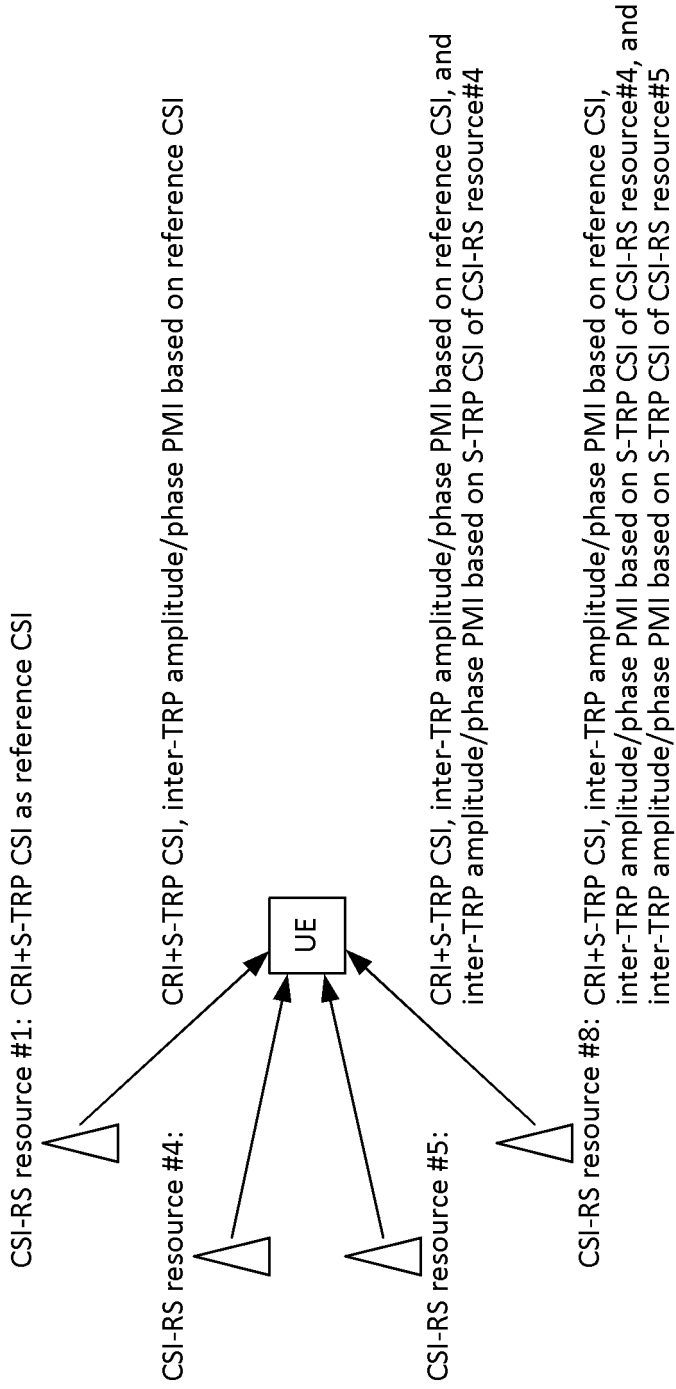 CSI-RS resource #1: CRI+S-TRP CSI as reference CSI
CSI-RS resource #4:
CRI+S-TRP CSI, inter-TRP amplitude/phase PMI based on reference CSI
UE
CSI-RS resource #5:
CRI+S-TRP CSI, inter-TRP amplitude/phase PMI based on reference CSI, and
inter-TRP amplitude/phase PMI based on S-TRP CSI of CSI-RS resource#4
CSI-RS resource #8: CRI+S-TRP CSI, inter-TRP amplitude/phase PMI based on reference CSI,
inter-TRP amplitude/phase PMI based on S-TRP CSI of CSI-RS resource#4, and
inter-TRP amplitude/phase PMI based on S-TRP CSI of CSI-RS resource#5